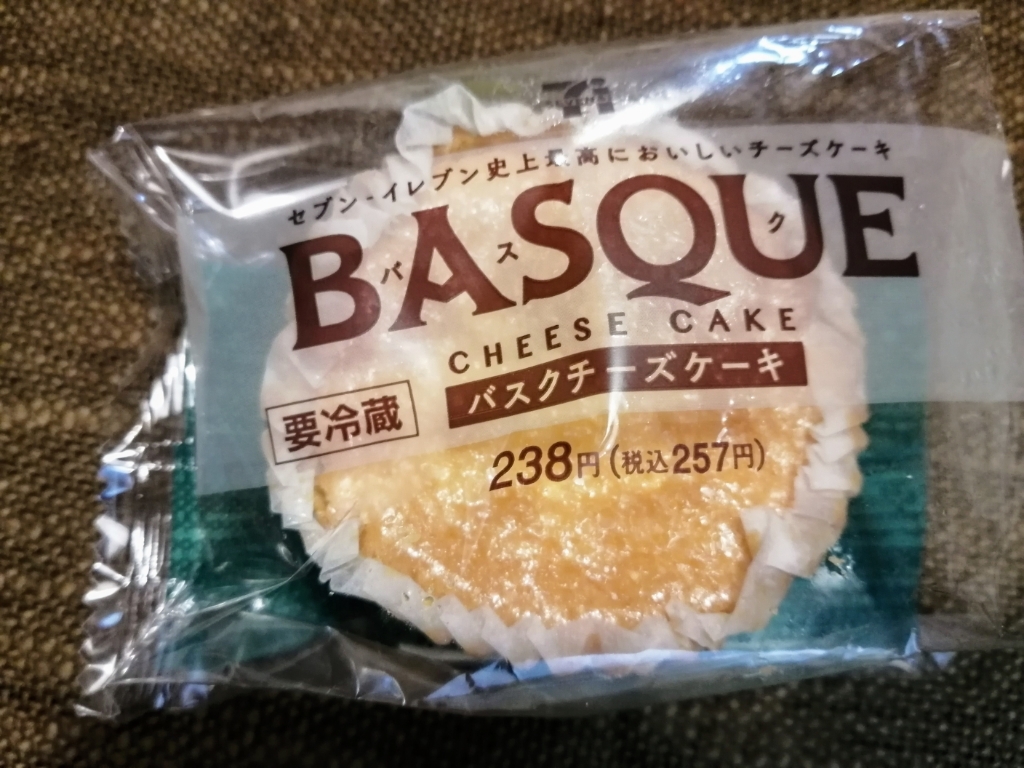 セブン-イレブン史上最高においしいチーズケーキ
BASQUE
バスク
CHEESE CAKE
バスクチーズケーキ
要冷蔵
238円(税込257円)